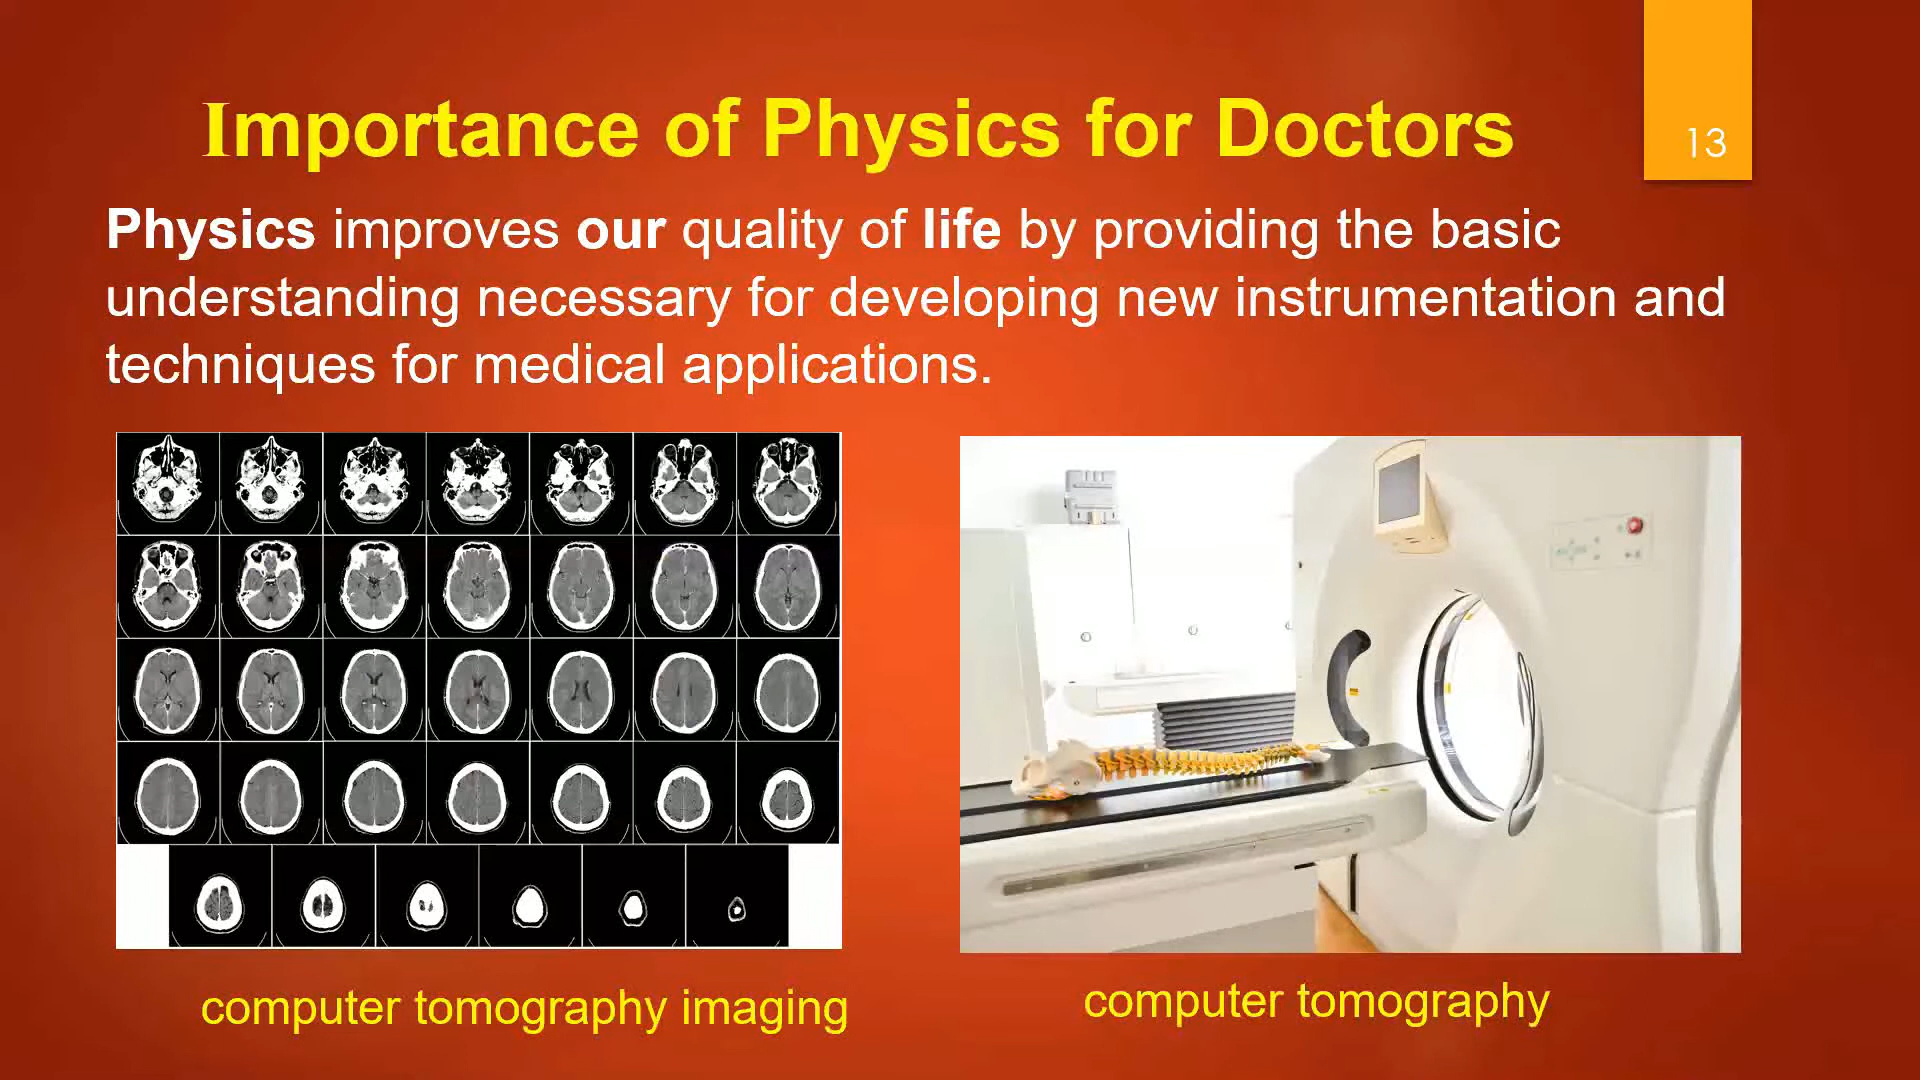 Importance of Physics for Doctors
13
Physics improves our quality of life by providing the basic
understanding necessary for developing new instrumentation and
techniques for medical applications.
computer tomography imaging
computer tomography